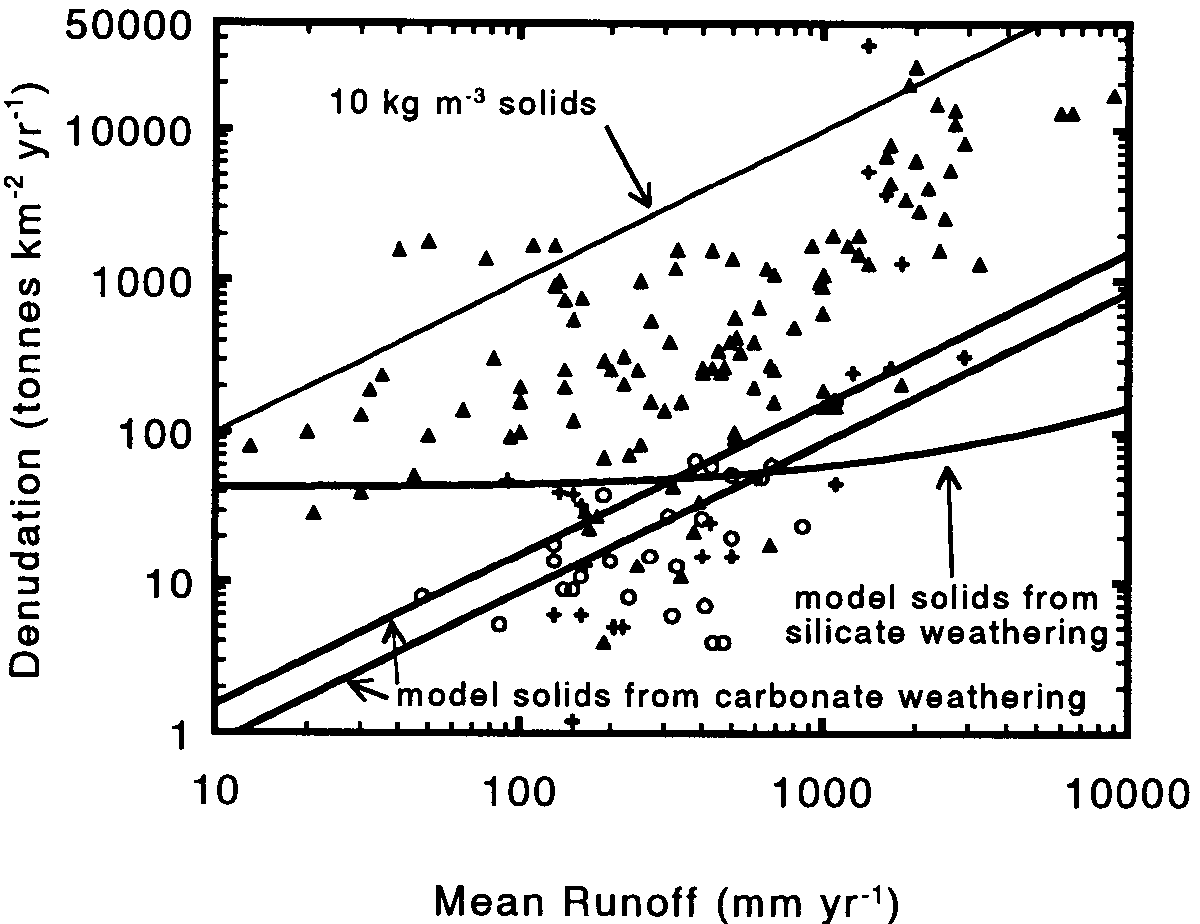 50000
10000
1000
100
10
1
Denudation (tonnes km-2 yr-1)
10 kg m-3 solids
model solids from
silicate weathering
model solids from carbonate weathering
10
100
1000
10000
Mean Runoff (mm yr-1)